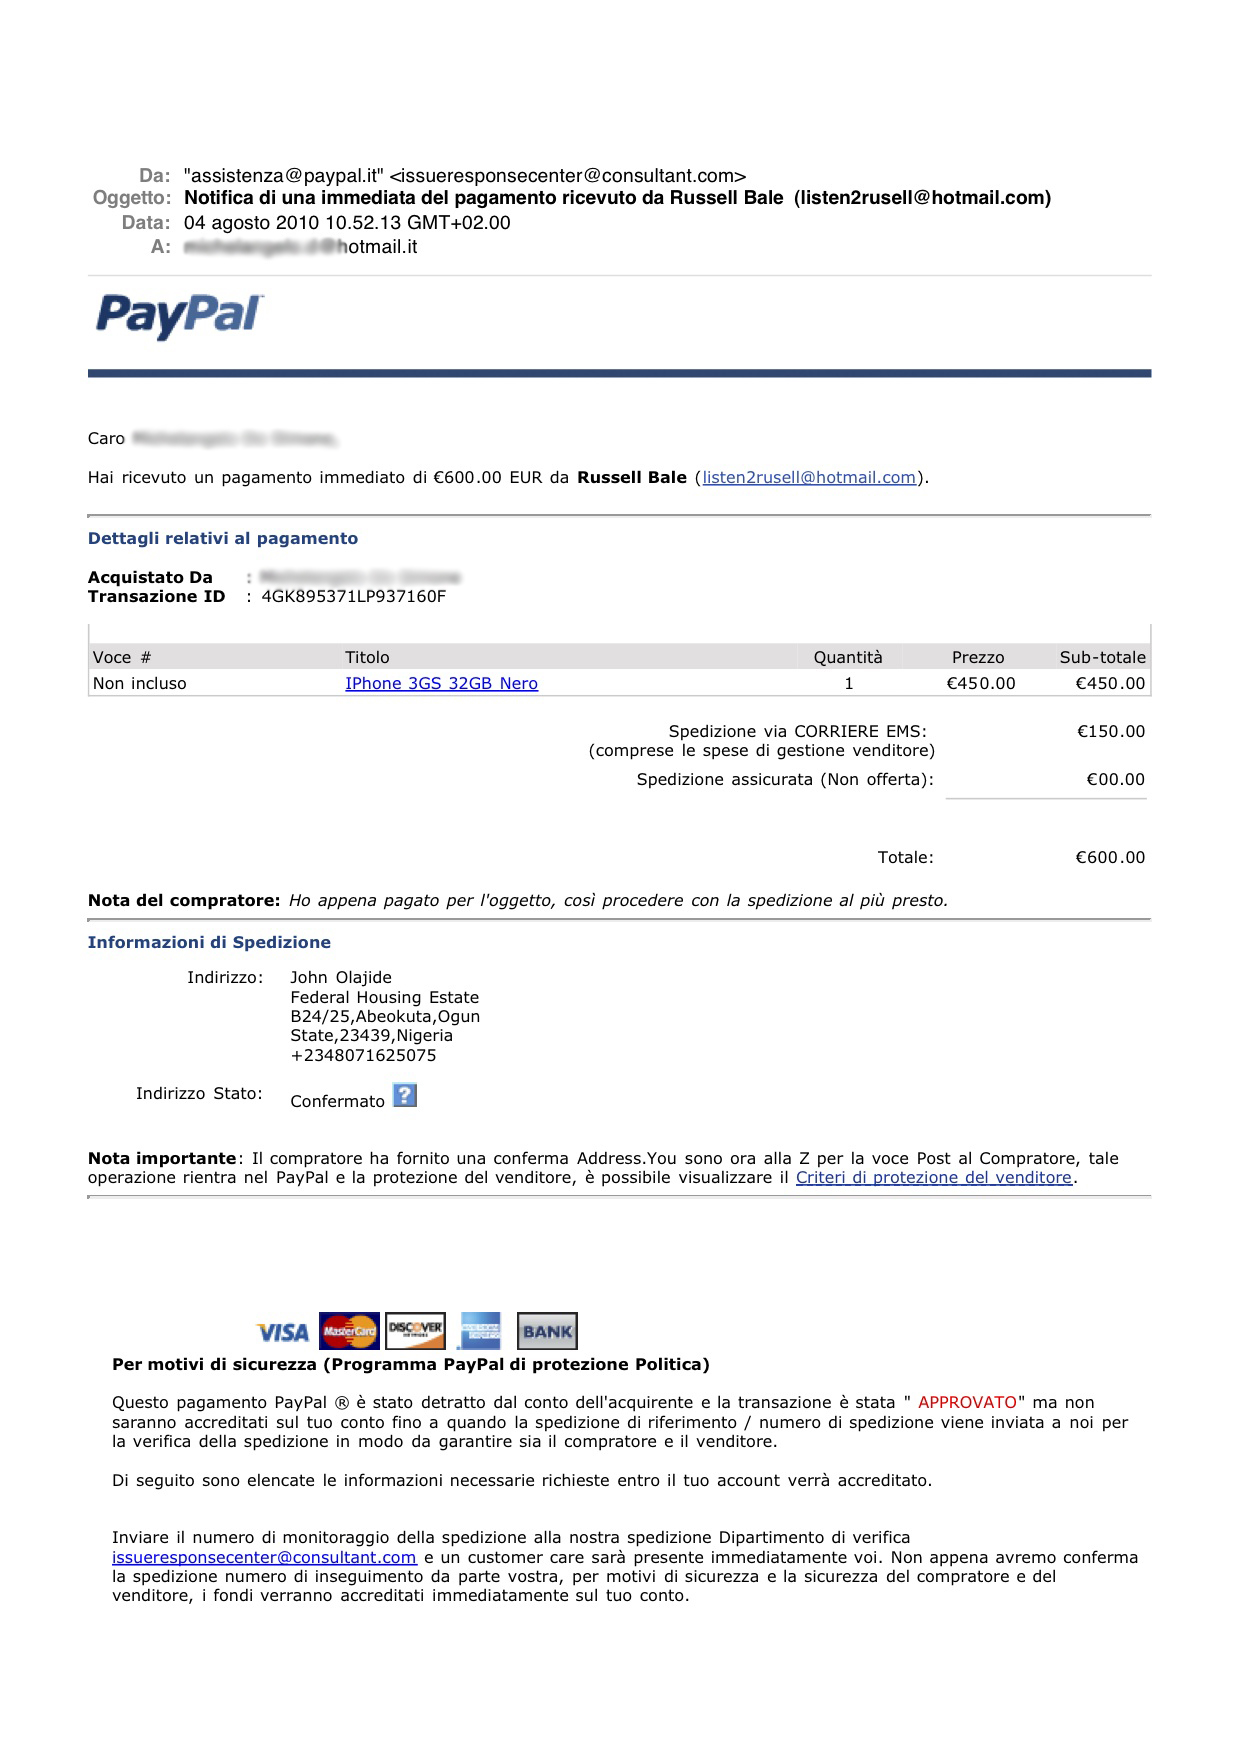 Da: "assistenza@paypal.it" <issueresponsecenter@consultant.com>
Oggetto: Notifica di una immediata del pagamento ricevuto da Russell Bale (listen2rusell@hotmail.com)
Data: 04 agosto 2010 10.52.13 GMT+02.00
A: hotmail.it
PayPal
Caro
Hai ricevuto un pagamento immediato di €600.00 EUR da Russell Bale (listen2rusell@hotmail.com).
Dettagli relativi al pagamento
Acquistato Da :
Transazione ID : 4GK895371LP937160F
Voce # Titolo Quantità Prezzo Sub-totale
Non incluso IPhone 3GS 32GB Nero 1 €450.00 €450.00
Spedizione via CORRIERE EMS: €150.00
(comprese le spese di gestione venditore)
Spedizione assicurata (Non offerta): €00.00
Totale: €600.00
Nota del compratore: Ho appena pagato per l'oggetto, così procedere con la spedizione al più presto.
Informazioni di Spedizione
Indirizzo: John Olajide
Federal Housing Estate
B24/25,Abeokuta,Ogun
State,23439,Nigeria
+2348071625075
Indirizzo Stato: Confermato ?
Nota importante: Il compratore ha fornito una conferma Address.You sono ora alla Z per la voce Post al Compratore, tale
operazione rientra nel PayPal e la protezione del venditore, è possibile visualizzare il Criteri di protezione del venditore.
VISA MasterCard DISCOVER BANK
Per motivi di sicurezza (Programma PayPal di protezione Politica)
Questo pagamento PayPal ® è stato detratto dal conto dell'acquirente e la transazione è stata " APPROVATO" ma non
saranno accreditati sul tuo conto fino a quando la spedizione di riferimento / numero di spedizione viene inviata a noi per
la verifica della spedizione in modo da garantire sia il compratore e il venditore.
Di seguito sono elencate le informazioni necessarie richieste entro il tuo account verrà accreditato.
Inviare il numero di monitoraggio della spedizione alla nostra spedizione Dipartimento di verifica
issueresponsecenter@consultant.com e un customer care sarà presente immediatamente voi. Non appena avremo conferma
la spedizione numero di inseguimento da parte vostra, per motivi di sicurezza e la sicurezza del compratore e del
venditore, i fondi verranno accreditati immediatamente sul tuo conto.